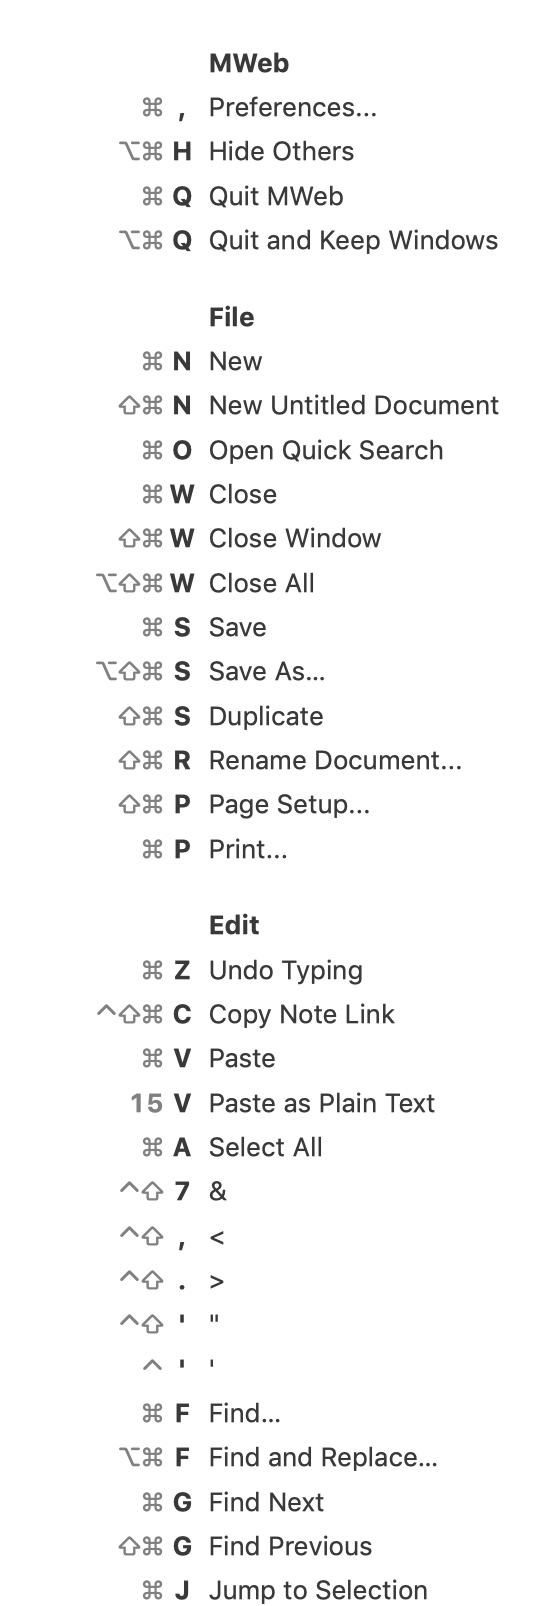 MWeb
⌘ , Preferences...
⌥⌘ H Hide Others
⌘ Q Quit MWeb
⌥⌘ Q Quit and Keep Windows
File
⌘ N New
⇧⌘ N New Untitled Document
⌘ O Open Quick Search
⌘ W Close
⇧⌘ W Close Window
⌥⇧⌘ W Close All
⌘ S Save
⌥⇧⌘ S Save As...
⇧⌘ S Duplicate
⇧⌘ R Rename Document...
⇧⌘ P Page Setup...
⌘ P Print...
Edit
⌘ Z Undo Typing
^⇧⌘ C Copy Note Link
⌘ V Paste
15 V Paste as Plain Text
⌘ A Select All
^⇧ 7 &
^⇧ , <
^⇧ . >
^⇧ ' "
^ ' '
⌘ F Find...
⌥⌘ F Find and Replace...
⌘ G Find Next
⇧⌘ G Find Previous
⌘ J Jump to Selection